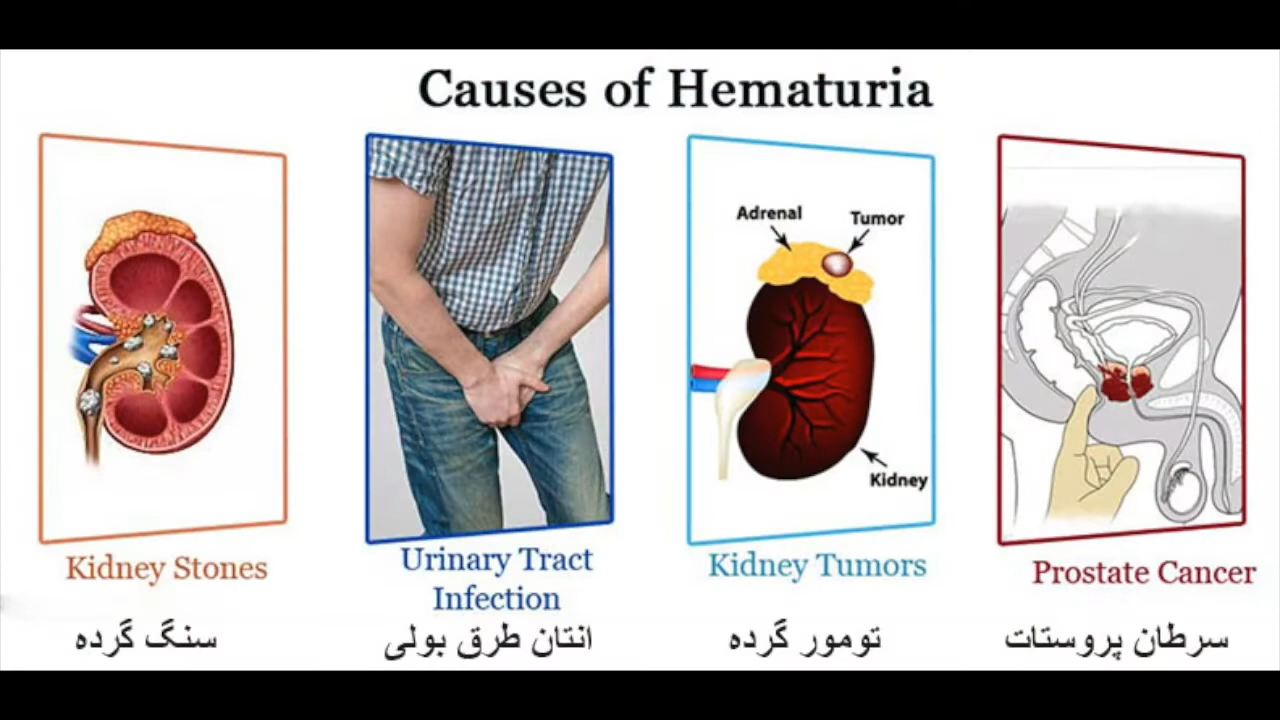 Causes of Hematuria
Adrenal
Tumor
Kidney
Kidney Stones
Urinary Tract
Infection
Kidney Tumors
Prostate Cancer
سنگ گرده
انتان طرق بولی
تومور گرده
سرطان پروستات